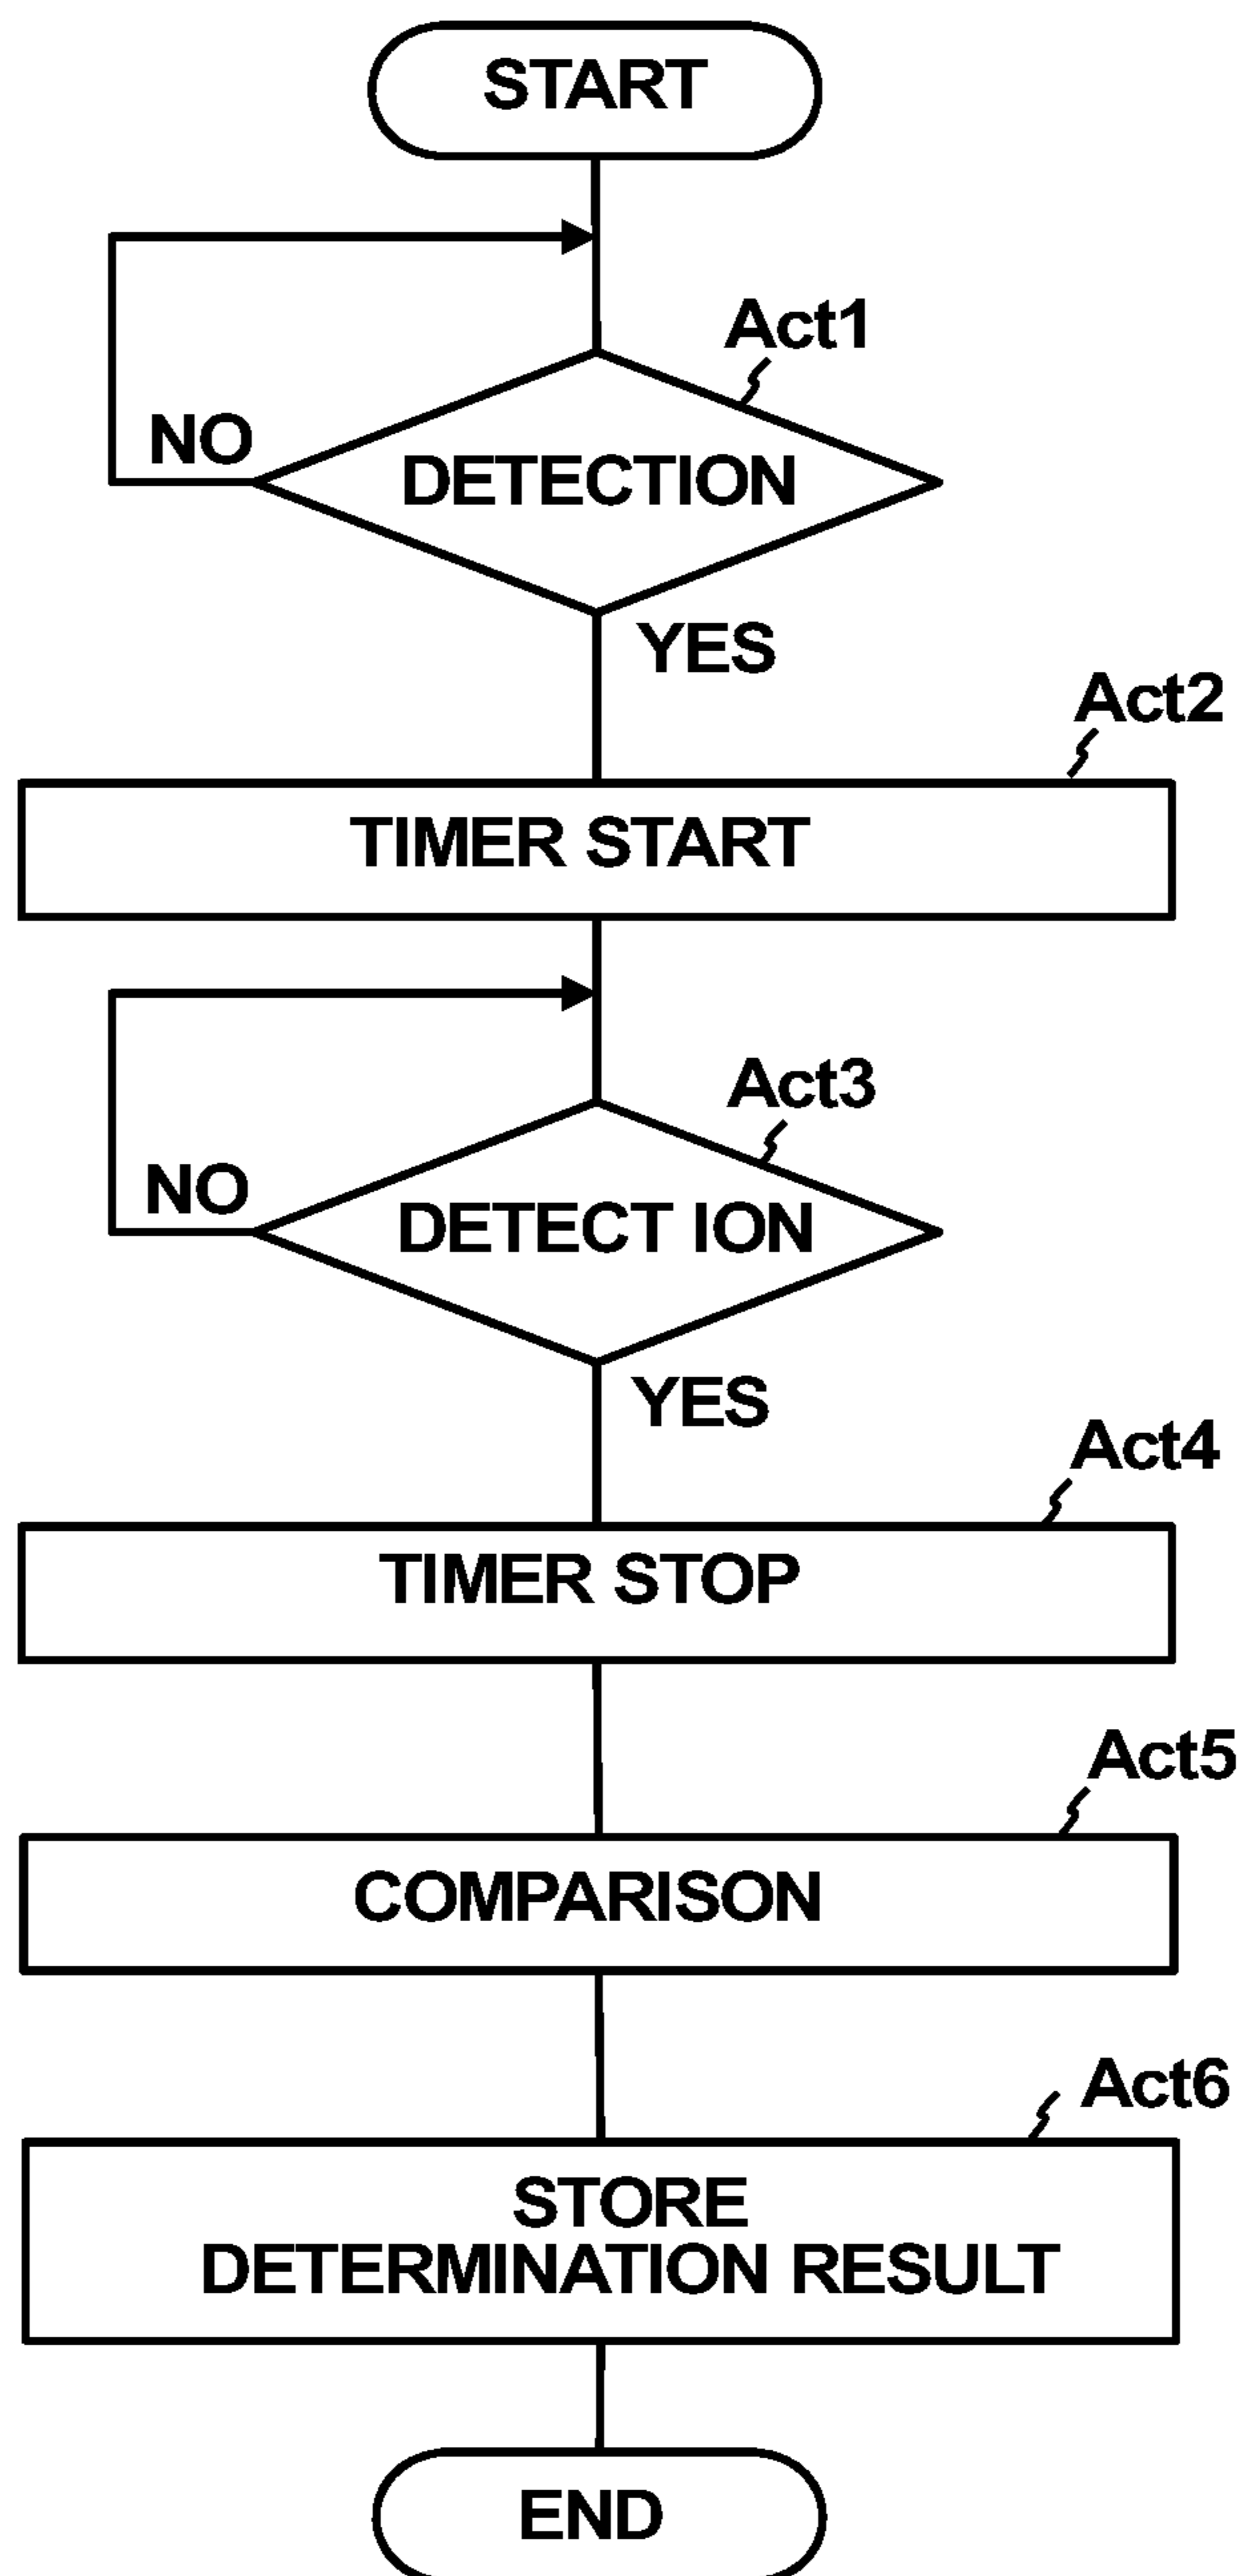 START
Act1
NO
DETECTION
YES
Act2
TIMER START
Act3
NO
DETECT ION
YES
Act4
TIMER STOP
Act5
COMPARISON
Act6
STORE
DETERMINATION RESULT
END